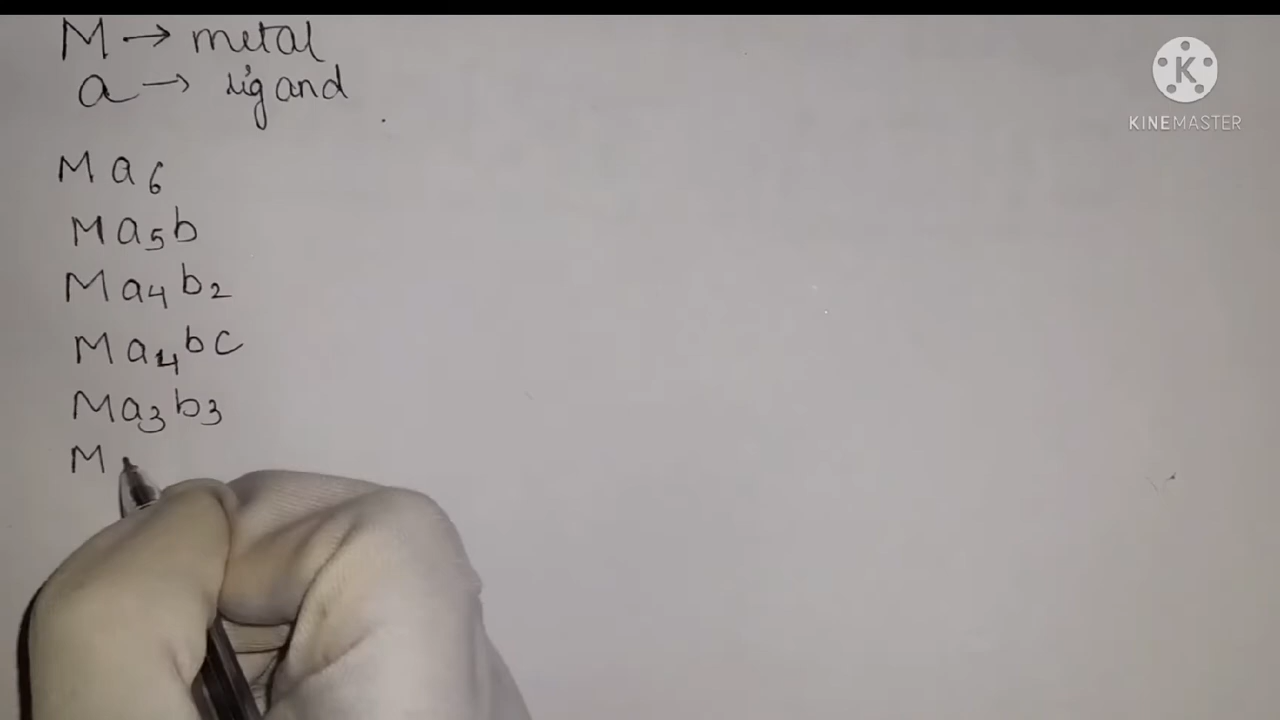 M → metal
a → ligand
K
KINEMASTER
Ma₆
Ma₅b
Ma₄b₂
Ma₄bc
Ma₃b₃
M